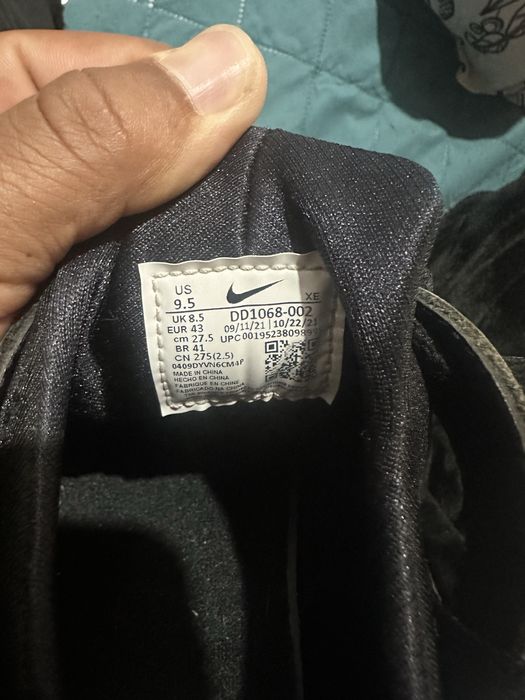 US
9.5
XE
UK 8.5
DD1068-002
EUR 43
09/11/21 | 10/22/21
cm 27.5
UPC 00195238098
BR 41
CN 275(2.5)
0409DYVN6CM4P
MADE IN CHINA
HECHO EN CHINA
FABRIQUE EN CHINE
FABRICADO NA CHINA